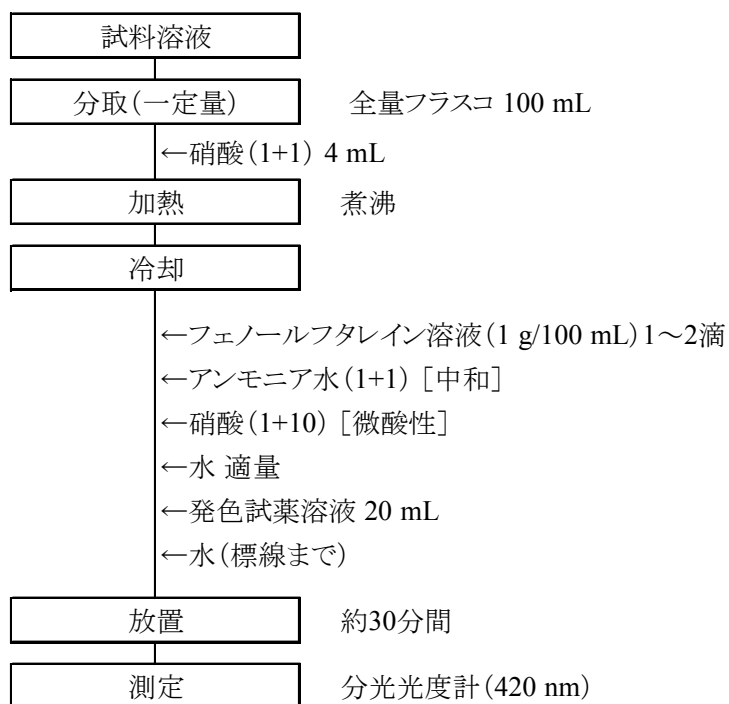 試料溶液
分取(一定量) 全量フラスコ 100 mL
←硝酸(1+1) 4 mL
加熱 煮沸
冷却
←フェノールフタレイン溶液(1 g/100 mL)1～2滴
←アンモニア水(1+1) [中和]
←硝酸(1+10) [微酸性]
←水 適量
←発色試薬溶液 20 mL
←水(標線まで)
放置 約30分間
測定 分光光度計(420 nm)